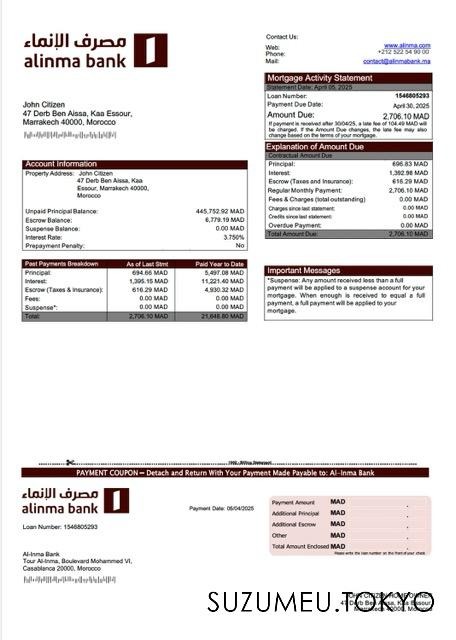 مصرف الإنماء
alinma bank
Contact Us:
Web: www.alinma.com
Phone: +212 522 54 90 00
Mail: contact@alinmabank.ma
John Citizen
47 Derb Ben Aissa, Kaa Essour,
Marrakech 40000, Morocco
Mortgage Activity Statement
Statement Date: April 05, 2025
Loan Number: 1546805293
Payment Due Date: April 30, 2025
Amount Due: 2,706.10 MAD
If payment is received after 30/04/25, a late fee of 104.49 MAD will
be charged. If the Amount Due changes, the late fee may also
change based on the terms of your mortgage.
Explanation of Amount Due
Contractual Amount Due
Principal: 696.83 MAD
Interest: 1,392.98 MAD
Escrow (Taxes and Insurance): 616.29 MAD
Regular Monthly Payment: 2,706.10 MAD
Fees & Charges (total outstanding) 0.00 MAD
Charges since last statement: 0.00 MAD
Credits since last statement: 0.00 MAD
Overdue Payment: 0.00 MAD
Total Amount Due: 2,706.10 MAD
Account Information
Property Address: John Citizen
47 Derb Ben Aissa, Kaa
Essour, Marrakech 40000,
Morocco
Unpaid Principal Balance: 445,752.92 MAD
Escrow Balance: 6,779.19 MAD
Suspense Balance: 0.00 MAD
Interest Rate: 3.750%
Prepayment Penalty: No
Past Payments Breakdown As of Last Stmt Paid Year to Date
Principal: 694.66 MAD 5,497.08 MAD
Interest: 1,395.15 MAD 11,221.40 MAD
Escrow (Taxes & Insurance): 616.29 MAD 4,930.32 MAD
Fees: 0.00 MAD 0.00 MAD
Suspense*: 0.00 MAD 0.00 MAD
Total: 2,706.10 MAD 21,648.80 MAD
Important Messages
*Suspense: Any amount received less than a full
payment will be applied to a suspense account for your
mortgage. When enough is received to equal a full
payment, a full payment will be applied to your
mortgage.
PAYMENT COUPON – Detach and Return With Your Payment Made Payable to: Al-Inma Bank
مصرف الإنماء
alinma bank
Payment Date: 05/04/2025
Loan Number: 1546805293
Payment Amount MAD
Additional Principal MAD
Additional Escrow MAD
Other MAD
Total Amount Enclosed MAD
Please write the loan number on the front of your check.
Al-Inma Bank
Tour Al-Inma, Boulevard Mohammed VI,
Casablanca 20000, Morocco
JOHN CITIZEN HOMEOWNER
47 Derb Ben Aissa, Kaa Essour,
SUZUMEU.TOKYO